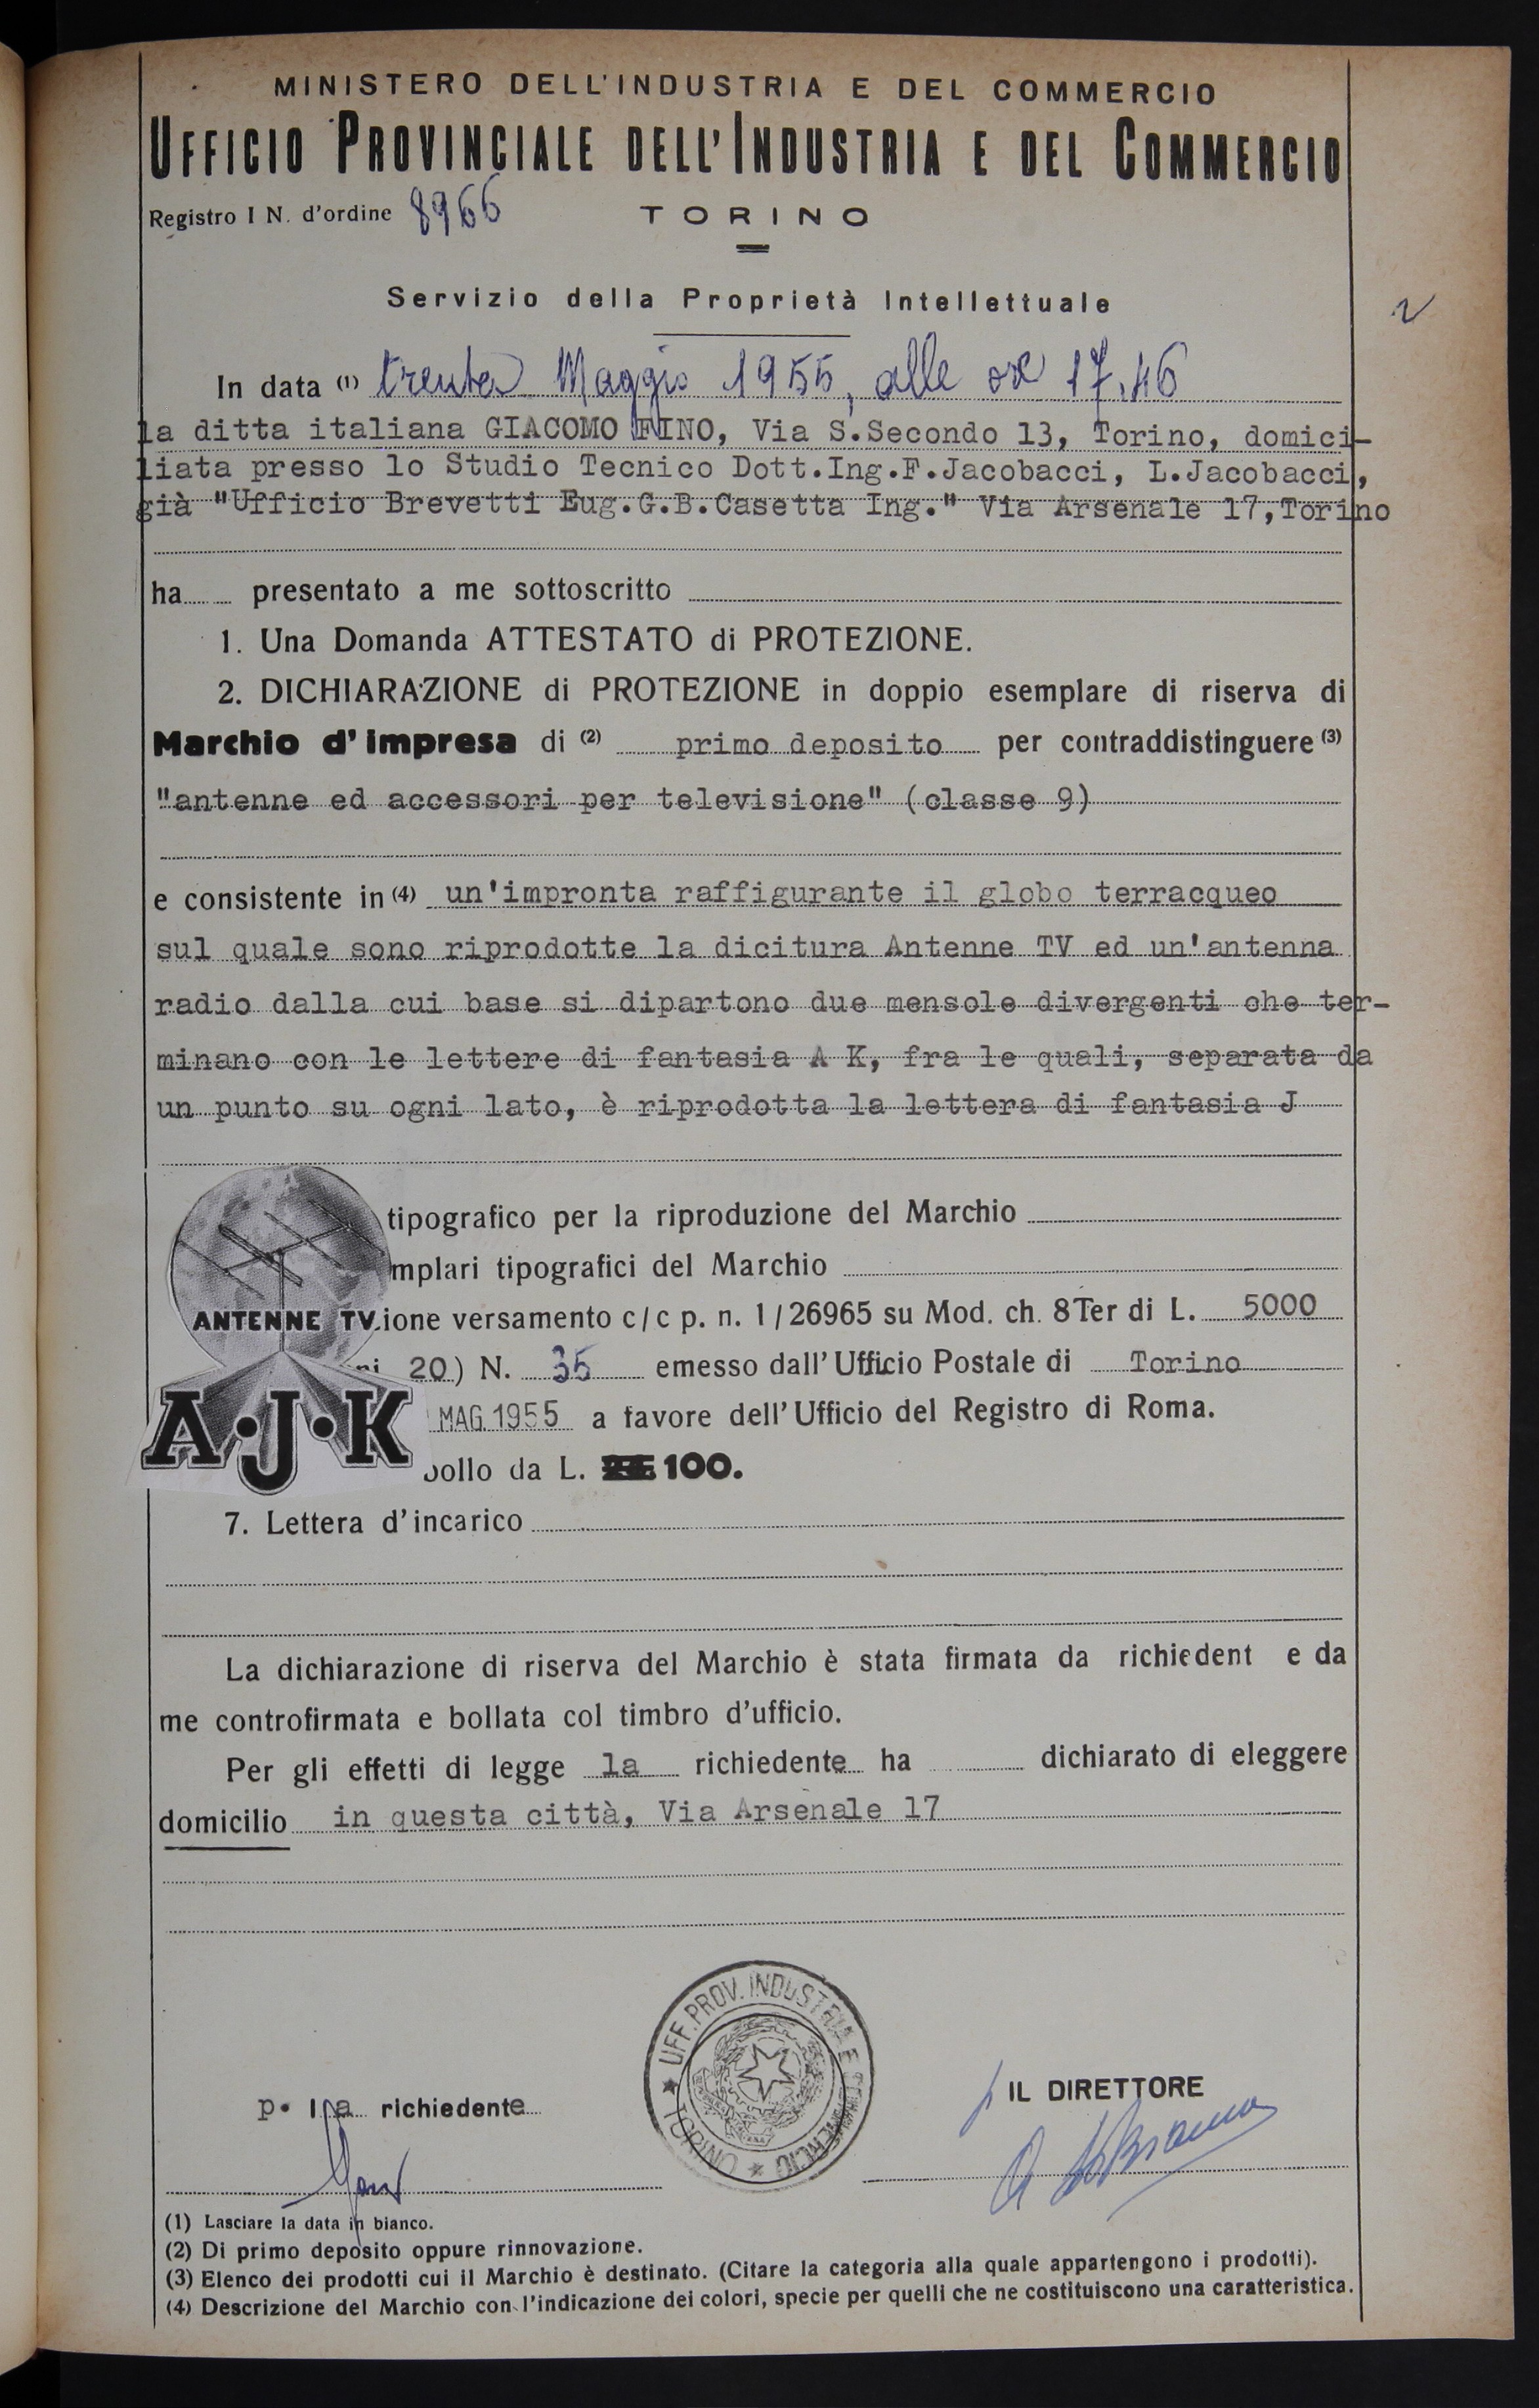 MINISTERO DELL'INDUSTRIA E DEL COMMERCIO
UFFICIO PROVINCIALE DELL'INDUSTRIA E DEL COMMERCIO
Registro I N. d'ordine 8966
TORINO
Servizio della Proprietà Intellettuale
2
In data (1) trenta Maggio 1955, alle ore 17.46
la ditta italiana GIACOMO FINO, Via S.Secondo 13, Torino, domici-
liata presso lo Studio Tecnico Dott.Ing.F.Jacobacci, L.Jacobacci,
già "Ufficio Brevetti Eug.G.B.Casetta Ing." Via Arsenale 17,Torino
ha presentato a me sottoscritto
1. Una Domanda ATTESTATO di PROTEZIONE.
2. DICHIARAZIONE di PROTEZIONE in doppio esemplare di riserva di
Marchio d'impresa di (2) primo deposito per contraddistinguere (3)
"antenne ed accessori per televisione" (classe 9)
e consistente in (4) un'impronta raffigurante il globo terracqueo
sul quale sono riprodotte la dicitura Antenne TV ed un'antenna
radio dalla cui base si dipartono due mensole divergenti che ter-
minano con le lettere di fantasia A K, fra le quali, separata da
un punto su ogni lato, è riprodotta la lettera di fantasia J
tipografico per la riproduzione del Marchio
mplari tipografici del Marchio
ANTENNE TV
ione versamento c/c p. n. 1/26965 su Mod. ch. 8 Ter di L. 5000
ni 20) N. 35 emesso dall'Ufficio Postale di Torino
A·J·K
MAG.1955 a favore dell'Ufficio del Registro di Roma.
bollo da L. 100.
7. Lettera d'incarico
La dichiarazione di riserva del Marchio è stata firmata da richiedent e da
me controfirmata e bollata col timbro d'ufficio.
Per gli effetti di legge la richiedente ha dichiarato di eleggere
domicilio in questa città, Via Arsenale 17
UFF. PROV. INDUSTRIA E COMMERCIO
★ TORINO ★
p. la richiedente
IL DIRETTORE
(1) Lasciare la data in bianco.
(2) Di primo deposito oppure rinnovazione.
(3) Elenco dei prodotti cui il Marchio è destinato. (Citare la categoria alla quale appartengono i prodotti).
(4) Descrizione del Marchio con l'indicazione dei colori, specie per quelli che ne costituiscono una caratteristica.